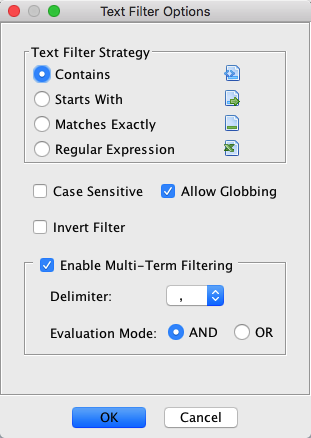 Text Filter Options
Text Filter Strategy
Contains
Starts With
Matches Exactly
Regular Expression
Case Sensitive Allow Globbing
Invert Filter
Enable Multi-Term Filtering
Delimiter: ,
Evaluation Mode: AND OR
OK Cancel